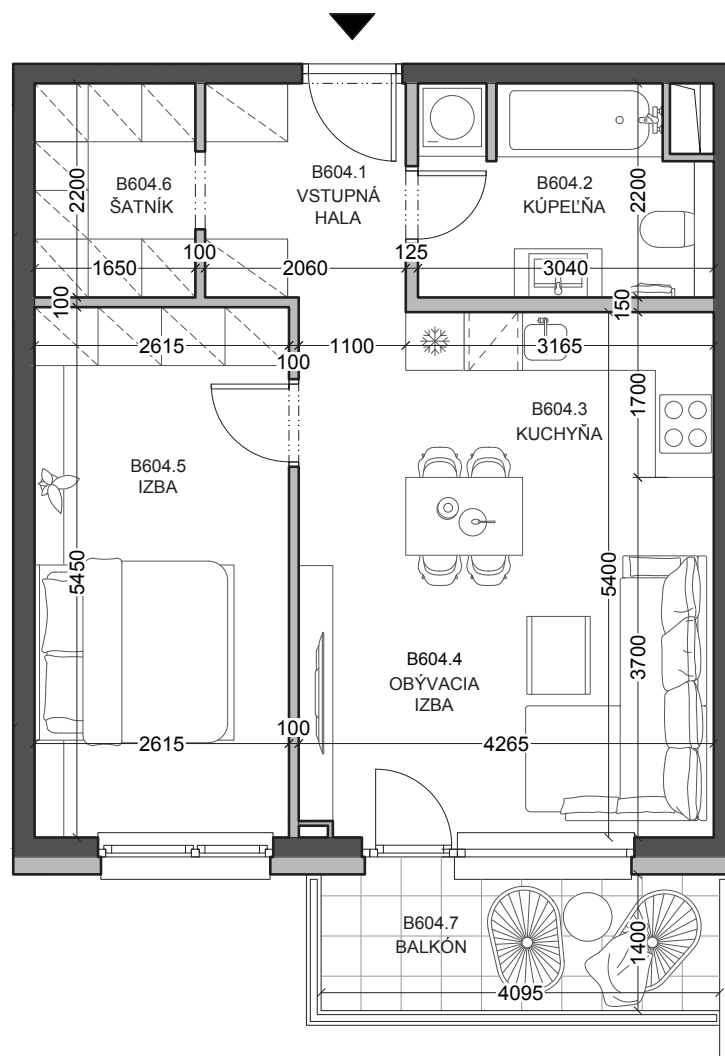 B604.1
VSTUPNÁ
HALA
B604.6
ŠATNÍK
B604.2
KÚPEĽŇA
2200
2200
100
125
1650
2060
3040
100
150
2615
100
1100
3165
B604.3
KUCHYŇA
1700
B604.5
IZBA
5450
5400
B604.4
OBÝVACIA
IZBA
3700
2615
100
4265
B604.7
BALKÓN
1400
4095